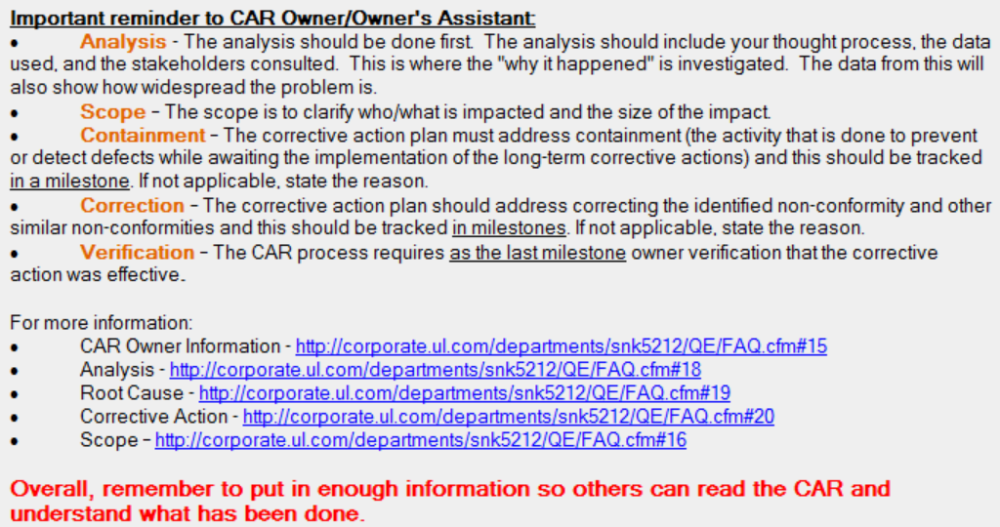 Important reminder to CAR Owner/Owner's Assistant:
• Analysis - The analysis should be done first. The analysis should include your thought process, the data
used, and the stakeholders consulted. This is where the "why it happened" is investigated. The data from this will
also show how widespread the problem is.
• Scope – The scope is to clarify who/what is impacted and the size of the impact.
• Containment – The corrective action plan must address containment (the activity that is done to prevent
or detect defects while awaiting the implementation of the long-term corrective actions) and this should be tracked
in a milestone. If not applicable, state the reason.
• Correction – The corrective action plan should address correcting the identified non-conformity and other
similar non-conformities and this should be tracked in milestones. If not applicable, state the reason.
• Verification – The CAR process requires as the last milestone owner verification that the corrective
action was effective.
For more information:
• CAR Owner Information - http://corporate.ul.com/departments/snk5212/QE/FAQ.cfm#15
• Analysis - http://corporate.ul.com/departments/snk5212/QE/FAQ.cfm#18
• Root Cause - http://corporate.ul.com/departments/snk5212/QE/FAQ.cfm#19
• Corrective Action - http://corporate.ul.com/departments/snk5212/QE/FAQ.cfm#20
• Scope – http://corporate.ul.com/departments/snk5212/QE/FAQ.cfm#16
Overall, remember to put in enough information so others can read the CAR and
understand what has been done.